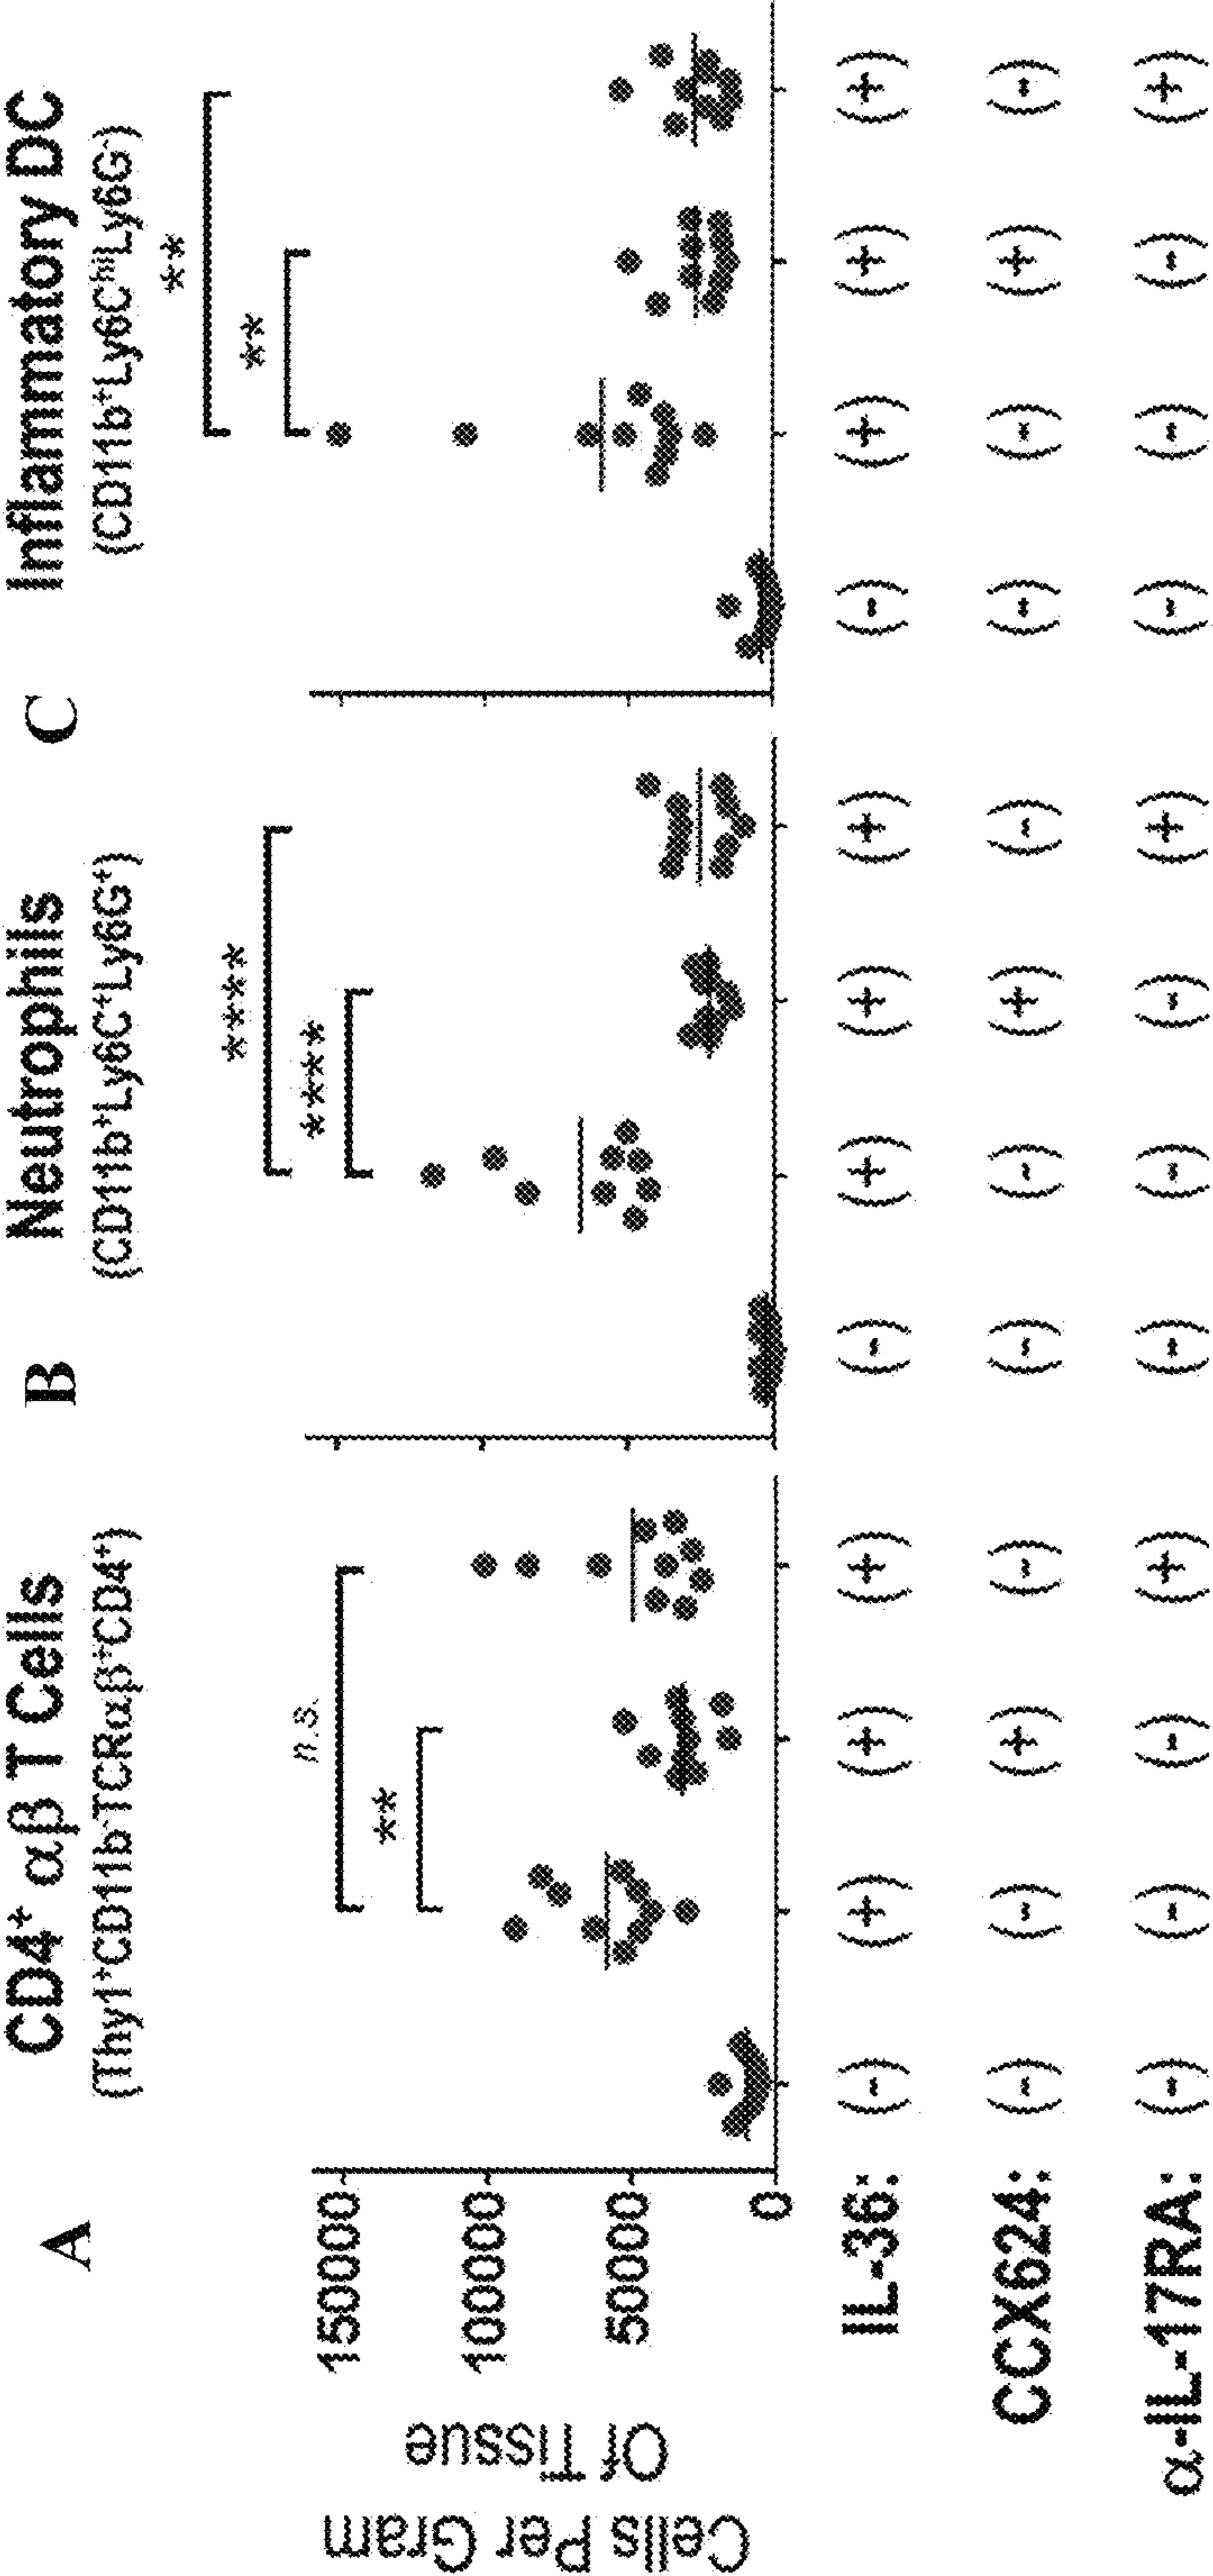 A
CD4⁺ αβ T Cells
(Thy1⁺CD11b⁻TCRαβ⁺CD4⁺)
B
Neutrophils
(CD11b⁺Ly6C⁺Ly6G⁺)
C
Inflammatory DC
(CD11b⁺Ly6CʰⁱLy6G⁻)
n.s.
**
****
****
**
**
Cells Per Gram
Of Tissue
150000
100000
50000
0
IL-36: (-) (+) (+) (+) (-) (+) (+) (+) (-) (+) (+) (+)
CCX624: (-) (-) (+) (-) (-) (-) (+) (-) (-) (-) (+) (-)
α-IL-17RA: (-) (-) (-) (+) (-) (-) (-) (+) (-) (-) (-) (+)